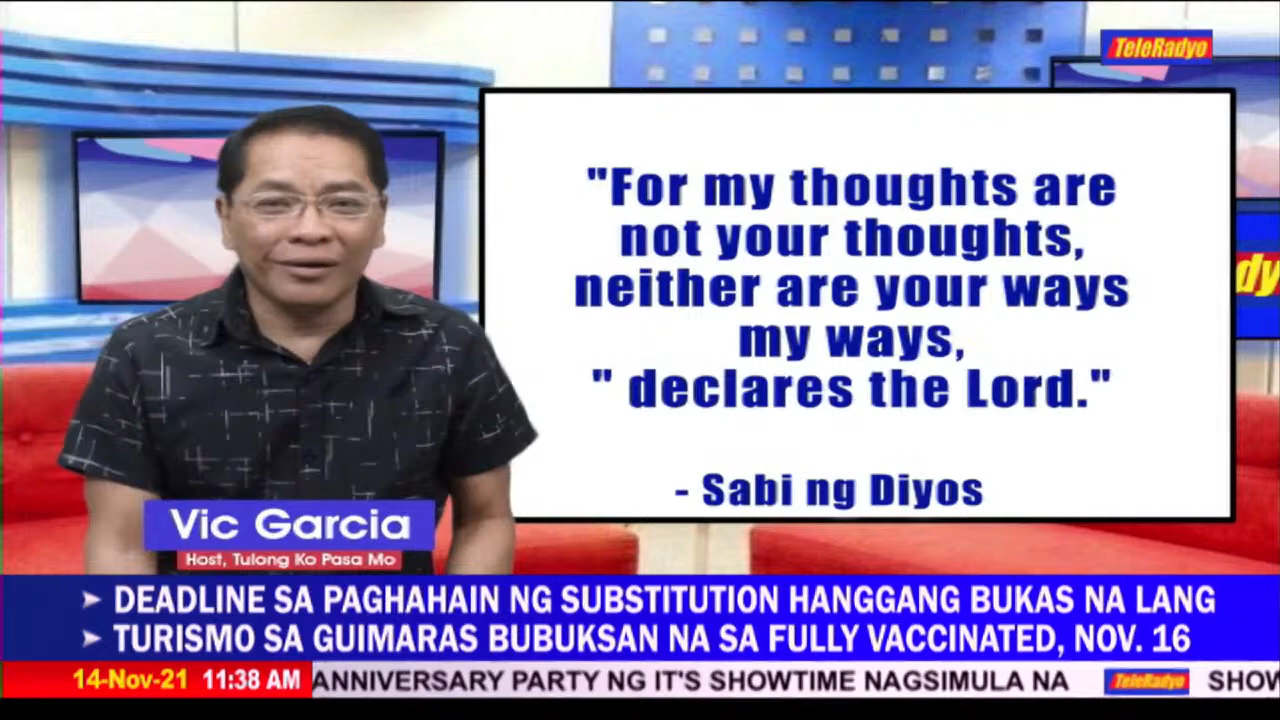 TeleRadyo
"For my thoughts are
not your thoughts,
neither are your ways
my ways,
" declares the Lord."
- Sabi ng Diyos
dy
Vic Garcia
Host, Tulong Ko Pasa Mo
➤ DEADLINE SA PAGHAHAIN NG SUBSTITUTION HANGGANG BUKAS NA LANG
➤ TURISMO SA GUIMARAS BUBUKSAN NA SA FULLY VACCINATED, NOV. 16
14-Nov-21 11:38 AM ANNIVERSARY PARTY NG IT'S SHOWTIME NAGSIMULA NA TeleRadyo SHOW